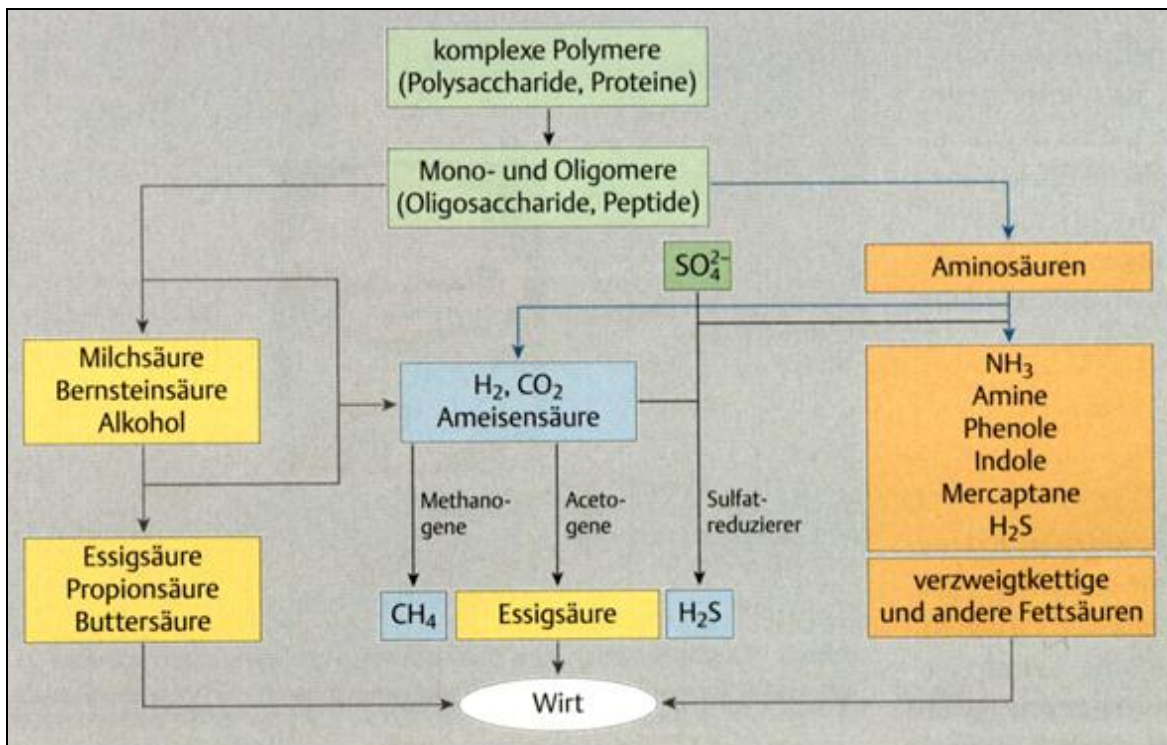 komplexe Polymere
(Polysaccharide, Proteine)
Mono- und Oligomere
(Oligosaccharide, Peptide)
SO₄²⁻
Aminosäuren
Milchsäure
Bernsteinsäure
Alkohol
H₂, CO₂
Ameisensäure
NH₃
Amine
Phenole
Indole
Mercaptane
H₂S
Methano-
gene
Aceto-
gene
Sulfat-
reduzierer
Essigsäure
Propionsäure
Buttersäure
CH₄
Essigsäure
H₂S
verzweigtkettige
und andere Fettsäuren
Wirt